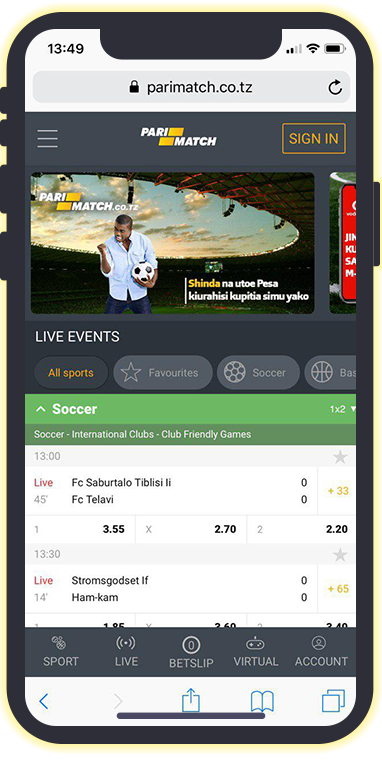 13:49
parimatch.co.tz
PARI MATCH
SIGN IN
PARI
MATCH.CO.TZ
Shinda na utoe Pesa
kiurahisi kupitia simu yako
LIVE EVENTS
All sports
Favourites
Soccer
Bas
Soccer
1x2
Soccer - International Clubs - Club Friendly Games
13:00
Live Fc Saburtalo Tiblisi Ii 0
45' Fc Telavi 0
+ 33
1 3.55 X 2.70 2 2.20
13:30
Live Stromsgodset If 0
14' Ham-kam 0
+ 65
1 1.85 X 3.60 2 3.40
SPORT
LIVE
0
BETSLIP
VIRTUAL
ACCOUNT